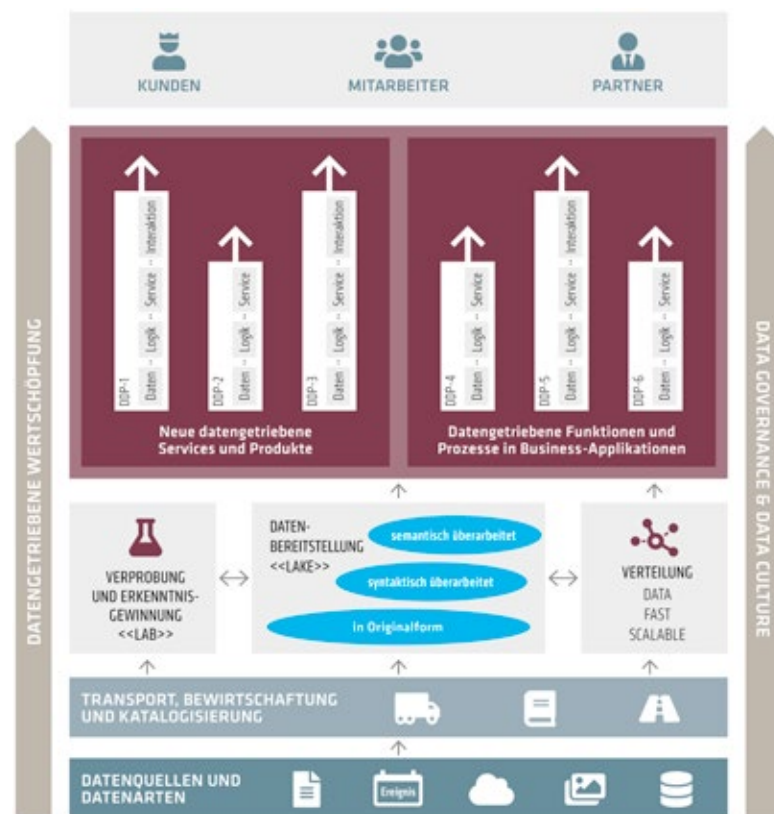 KUNDEN
MITARBEITER
PARTNER
DATENGETRIEBENE WERTSCHÖPFUNG
DDP-1
Daten
Logik
Service
Interaktion
DDP-2
Daten
Logik
Service
DDP-3
Daten
Logik
Service
Interaktion
Neue datengetriebene
Services und Produkte
DDP-4
Daten
Logik
Service
DDP-5
Daten
Logik
Service
Interaktion
DDP-6
Daten
Logik
Service
Datengetriebene Funktionen und
Prozesse in Business-Applikationen
DATA GOVERNANCE & DATA CULTURE
VERPROBUNG
UND ERKENNTNIS-
GEWINNUNG
<<LAB>>
DATEN-
BEREITSTELLUNG
<<LAKE>>
semantisch überarbeitet
syntaktisch überarbeitet
in Originalform
VERTEILUNG
DATA
FAST
SCALABLE
TRANSPORT, BEWIRTSCHAFTUNG
UND KATALOGISIERUNG
DATENQUELLEN UND
DATENARTEN
Ereignis